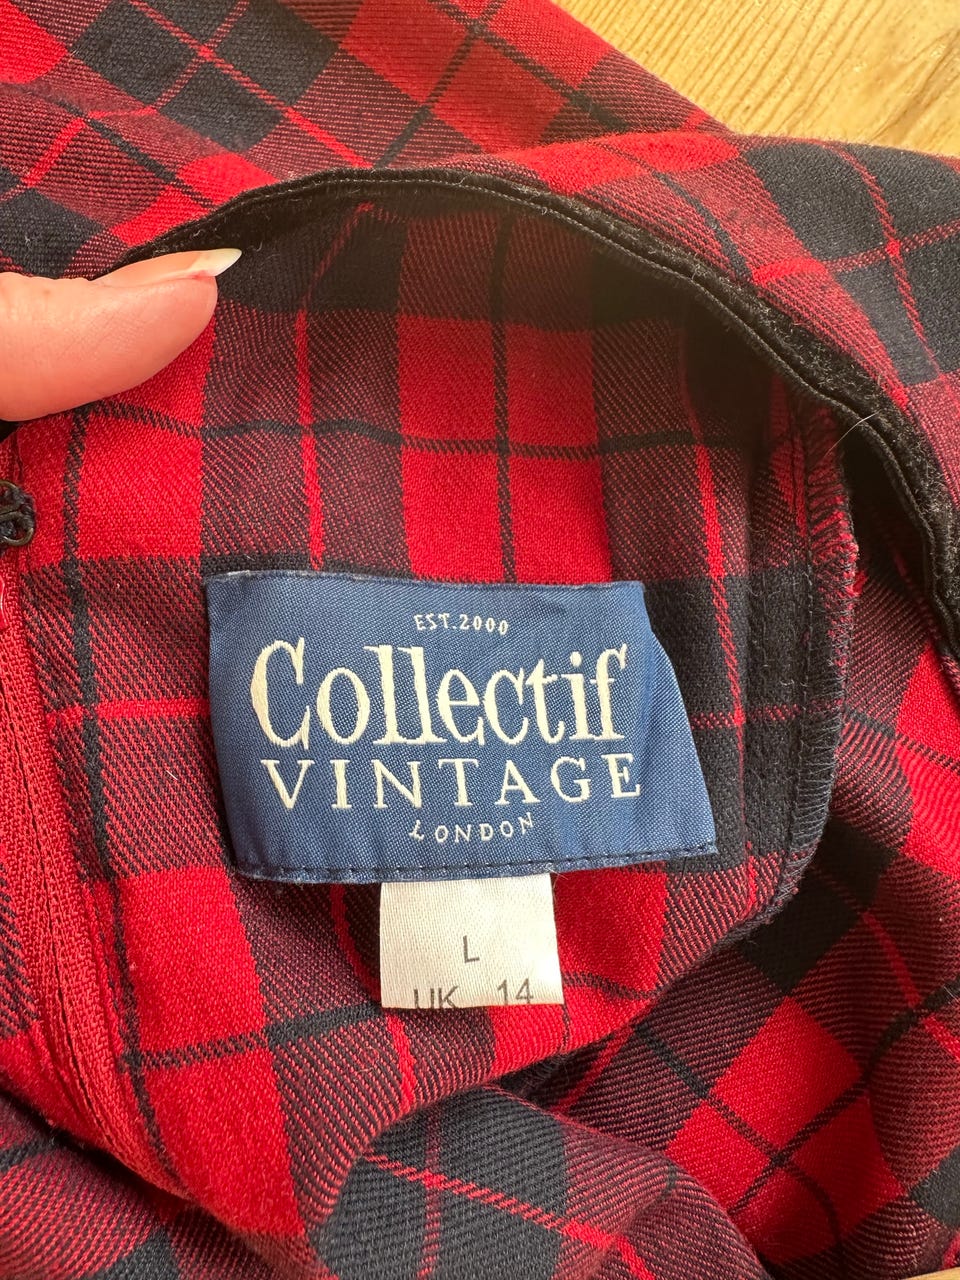 EST.2000
Collectif
VINTAGE
LONDON
L
UK 14